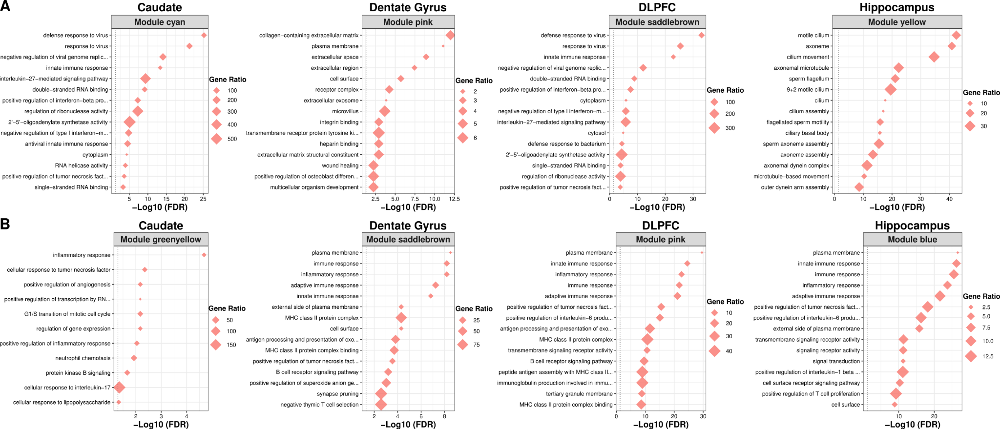 A
Caudate
Module cyan
defense response to virus
response to virus
negative regulation of viral genome replic...
innate immune response
interleukin−27−mediated signaling pathway
double−stranded RNA binding
positive regulation of interferon−beta pro...
regulation of ribonuclease activity
2'−5'−oligoadenylate synthetase activity
negative regulation of type I interferon−m...
antiviral innate immune response
cytoplasm
RNA helicase activity
positive regulation of tumor necrosis fact...
single−stranded RNA binding
5 10 15 20 25
−Log10 (FDR)
Gene Ratio
100
200
300
400
500
Dentate Gyrus
Module pink
collagen−containing extracellular matrix
plasma membrane
extracellular space
extracellular region
cell surface
receptor complex
extracellular exosome
microvillus
integrin binding
transmembrane receptor protein tyrosine ki...
heparin binding
extracellular matrix structural constituent
wound healing
positive regulation of osteoblast differen...
multicellular organism development
2.5 5.0 7.5 10.0 12.5
−Log10 (FDR)
Gene Ratio
2
3
4
5
6
DLPFC
Module saddlebrown
defense response to virus
response to virus
innate immune response
negative regulation of viral genome replic...
double−stranded RNA binding
positive regulation of interferon−beta pro...
cytoplasm
negative regulation of type I interferon−m...
interleukin−27−mediated signaling pathway
cytosol
defense response to bacterium
2'−5'−oligoadenylate synthetase activity
single−stranded RNA binding
regulation of ribonuclease activity
positive regulation of tumor necrosis fact...
0 10 20 30
−Log10 (FDR)
Gene Ratio
100
200
300
Hippocampus
Module yellow
motile cilium
axoneme
cilium movement
axonemal microtubule
sperm flagellum
9+2 motile cilium
cilium
cilium assembly
flagellated sperm motility
ciliary basal body
sperm axoneme assembly
axoneme assembly
axonemal dynein complex
microtubule−based movement
outer dynein arm assembly
0 10 20 30 40
−Log10 (FDR)
Gene Ratio
10
20
30
B
Caudate
Module greenyellow
inflammatory response
cellular response to tumor necrosis factor
positive regulation of angiogenesis
positive regulation of transcription by RN...
G1/S transition of mitotic cell cycle
regulation of gene expression
positive regulation of inflammatory response
neutrophil chemotaxis
protein kinase B signaling
cellular response to interleukin−17
cellular response to lipopolysaccharide
2 3 4
−Log10 (FDR)
Gene Ratio
50
100
150
Dentate Gyrus
Module saddlebrown
plasma membrane
immune response
inflammatory response
adaptive immune response
innate immune response
external side of plasma membrane
MHC class II protein complex
cell surface
antigen processing and presentation of exo...
MHC class II protein complex binding
positive regulation of tumor necrosis fact...
B cell receptor signaling pathway
positive regulation of superoxide anion ge...
synapse pruning
negative thymic T cell selection
2 4 6 8
−Log10 (FDR)
Gene Ratio
25
50
75
DLPFC
Module pink
plasma membrane
innate immune response
inflammatory response
immune response
adaptive immune response
positive regulation of tumor necrosis fact...
positive regulation of interleukin−6 produ...
antigen processing and presentation of exo...
MHC class II protein complex
transmembrane signaling receptor activity
B cell receptor signaling pathway
peptide antigen assembly with MHC class II...
immunoglobulin production involved in immu...
tertiary granule membrane
MHC class II protein complex binding
0 10 20 30
−Log10 (FDR)
Gene Ratio
10
20
30
40
Hippocampus
Module blue
plasma membrane
innate immune response
immune response
inflammatory response
adaptive immune response
positive regulation of tumor necrosis fact...
positive regulation of interleukin−6 produ...
external side of plasma membrane
transmembrane signaling receptor activity
signaling receptor activity
signal transduction
positive regulation of interleukin−1 beta ...
cell surface receptor signaling pathway
positive regulation of T cell proliferation
cell surface
10 20
−Log10 (FDR)
Gene Ratio
2.5
5.0
7.5
10.0
12.5